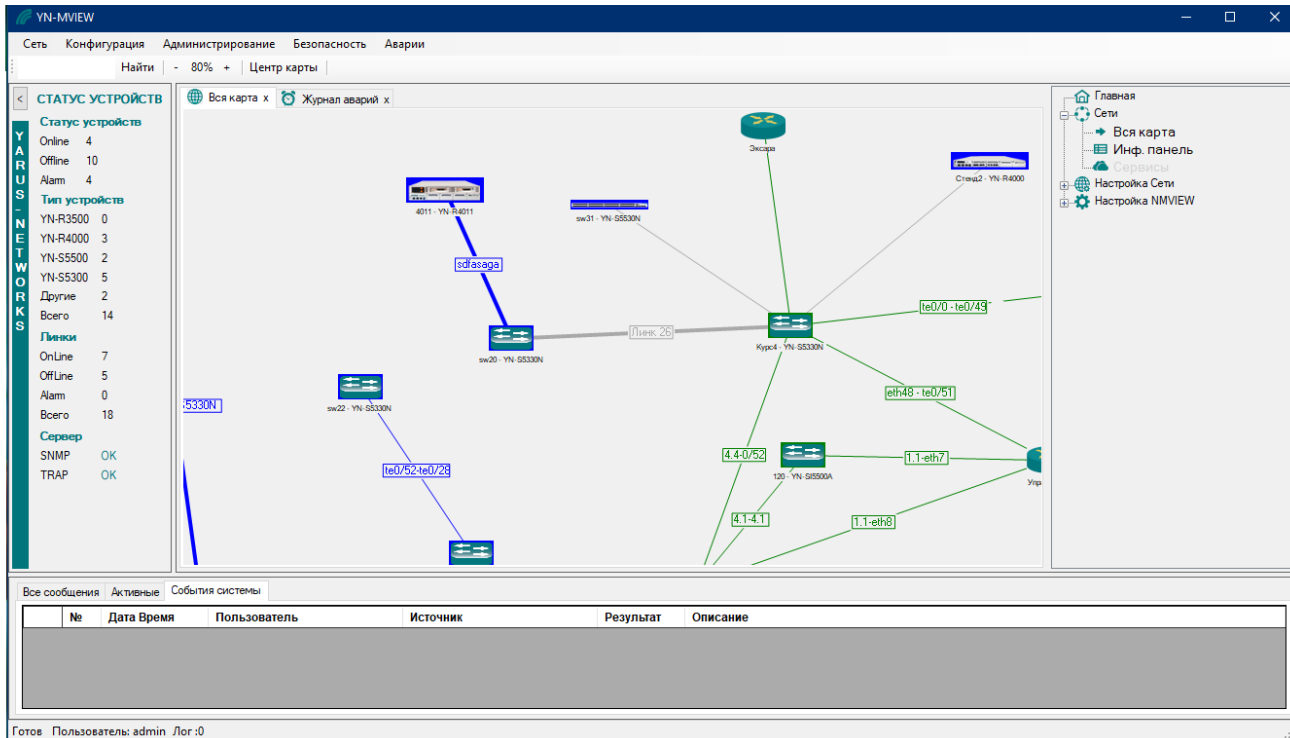 YN-MVIEW
Сеть Конфигурация Администрирование Безопасность Аварии
Найти - 80% + Центр карты
< СТАТУС УСТРОЙСТВ
YARUS-NETWORKS
Статус устройств
Online 4
Offline 10
Alarm 4
Тип устройств
YN-R3500 0
YN-R4000 3
YN-S5500 2
YN-S5300 5
Другие 2
Всего 14
Линки
OnLine 7
OffLine 5
Alarm 0
Всего 18
Сервер
SNMP OK
TRAP OK
Вся карта x Журнал аварий x
Эксара
Стенд2 - YN-R4000
4011 - YN-R4011
sw31 - YN-S5530N
sdfasaga
te0/0 - te0/49
Линк 26
sw20 - YN-S5330N
Курс4 - YN-S5330N
eth48 - te0/51
S5330N
sw22 - YN-S5330N
4.4-0/52
1.1-eth7
te0/52-te0/28
120 - YN-SI5500A
Упра
4.1-4.1
1.1-eth8
Главная
Сети
Вся карта
Инф. панель
Сервисы
Настройка Сети
Настройка NMVIEW
Все сообщения Активные События системы
№ Дата Время Пользователь Источник Результат Описание
Готов Пользователь: admin Лог :0